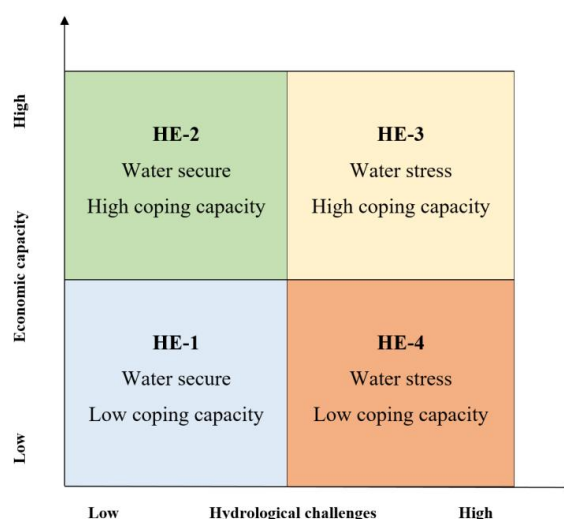 High
Economic capacity
Low
HE-2
Water secure
High coping capacity
HE-3
Water stress
High coping capacity
HE-1
Water secure
Low coping capacity
HE-4
Water stress
Low coping capacity
Low Hydrological challenges High